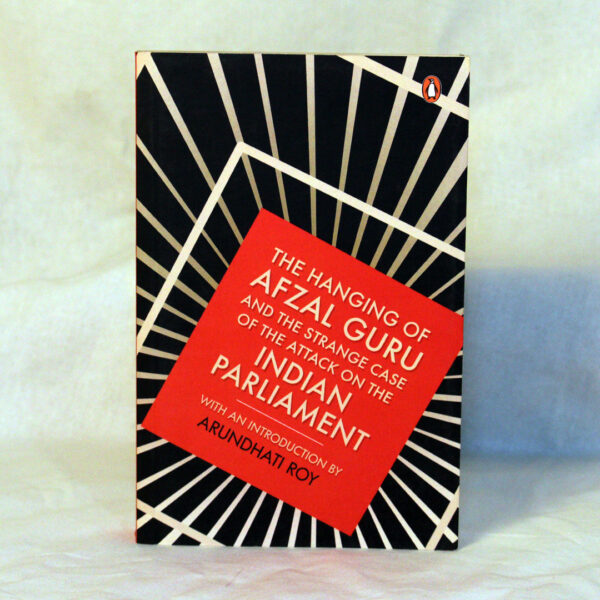 THE HANGING OF
AFZAL GURU
AND THE STRANGE CASE
OF THE ATTACK ON THE
INDIAN
PARLIAMENT
WITH AN INTRODUCTION BY
ARUNDHATI ROY